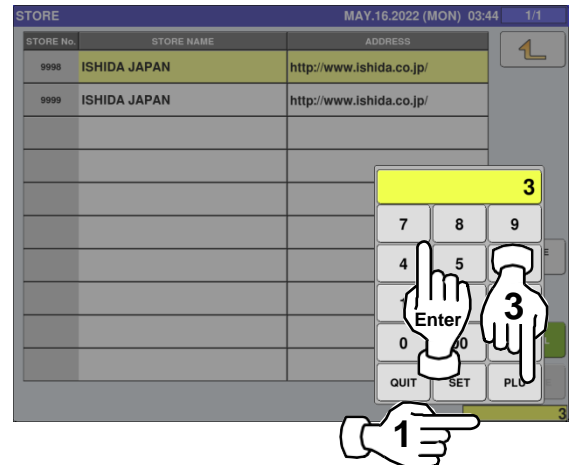 STORE MAY.16.2022 (MON) 03:44 1/1
STORE No. STORE NAME ADDRESS
9998 ISHIDA JAPAN http://www.ishida.co.jp/
9999 ISHIDA JAPAN http://www.ishida.co.jp/
3
7 8 9
4 5
Enter
3
0
QUIT SET PLU
3
1